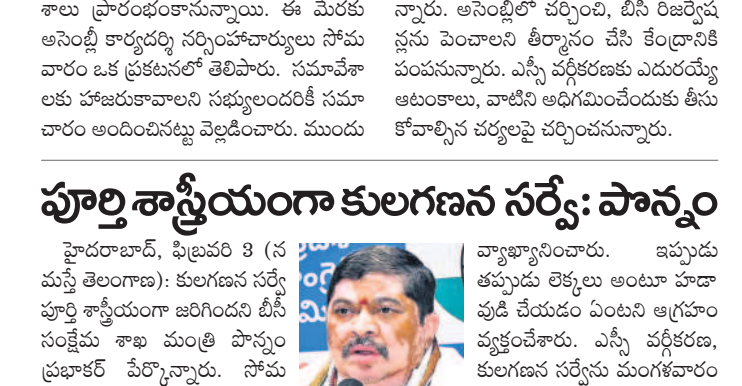 శాలు ప్రారంభంకానున్నాయి. ఈ మేరకు
అసెంబ్లీ కార్యదర్శి నర్సింహాచార్యులు సోమ
వారం ఒక ప్రకటనలో తెలిపారు. సమావేశా
లకు హాజరుకావాలని సభ్యులందరికీ సమా
చారం అందించినట్టు వెల్లడించారు. ముందు
న్నారు. అసెంబ్లీలో చర్చించి, బీసీ రిజర్వేష
న్లను పెంచాలని తీర్మానం చేసి కేంద్రానికి
పంపనున్నారు. ఎస్సీ వర్గీకరణకు ఎదురయ్యే
ఆటంకాలు, వాటిని అధిగమించేందుకు తీసు
కోవాల్సిన చర్యలపై చర్చించనున్నారు.
పూర్తి శాస్త్రీయంగా కులగణన సర్వే: పొన్నం
హైదరాబాద్, ఫిబ్రవరి 3 (న
మస్తే తెలంగాణ): కులగణన సర్వే
పూర్తి శాస్త్రీయంగా జరిగిందని బీసీ
సంక్షేమ శాఖ మంత్రి పొన్నం
ప్రభాకర్ పేర్కొన్నారు. సోమ
వ్యాఖ్యానించారు. ఇప్పుడు
తప్పుడు లెక్కలు అంటూ హడా
వుడి చేయడం ఏంటని ఆగ్రహం
వ్యక్తంచేశారు. ఎస్సీ వర్గీకరణ,
కులగణన సర్వేను మంగళవారం